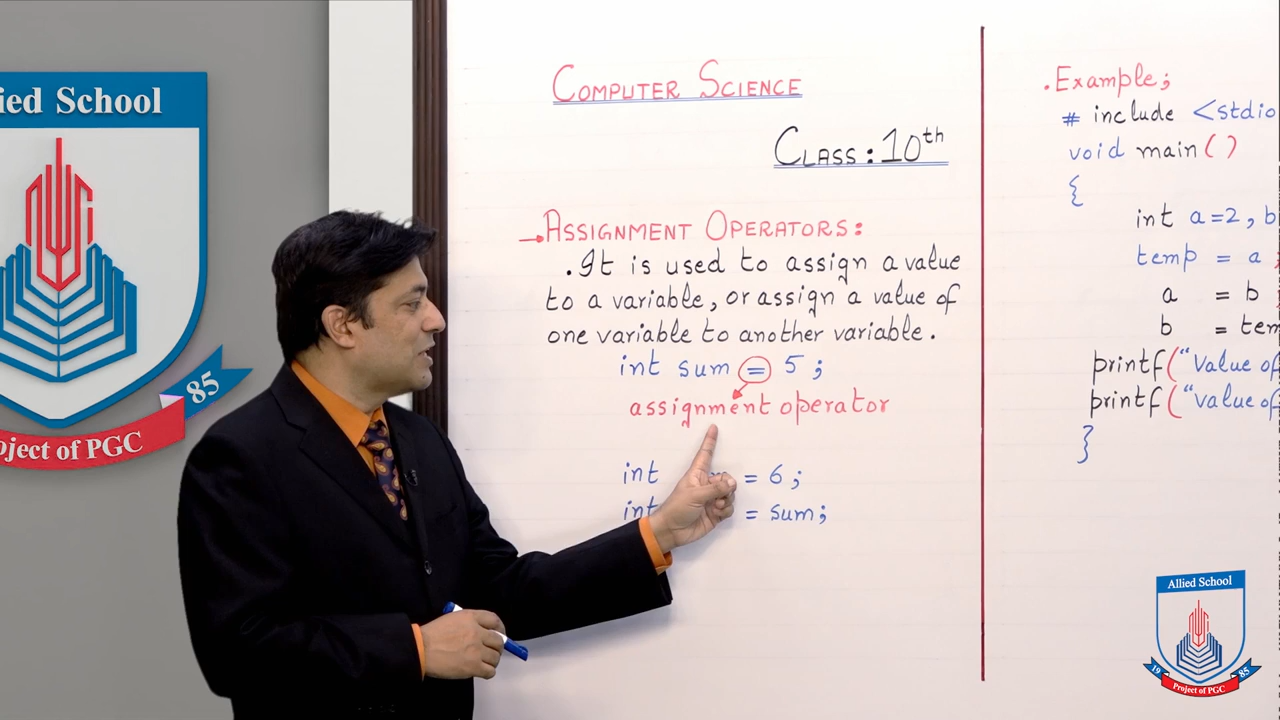 ied School
85
oject of PGC
COMPUTER SCIENCE
CLASS: 10th
ASSIGNMENT OPERATORS:
.It is used to assign a value
to a variable, or assign a value of
one variable to another variable.
int sum = 5 ;
assignment operator
int = 6 ;
int = sum;
.Example;
# include <stdio
void main()
{
int a=2, b
temp = a ;
a = b
b = tem
printf("Value of
printf("value of
}
Allied School
19 85
Project of PGC